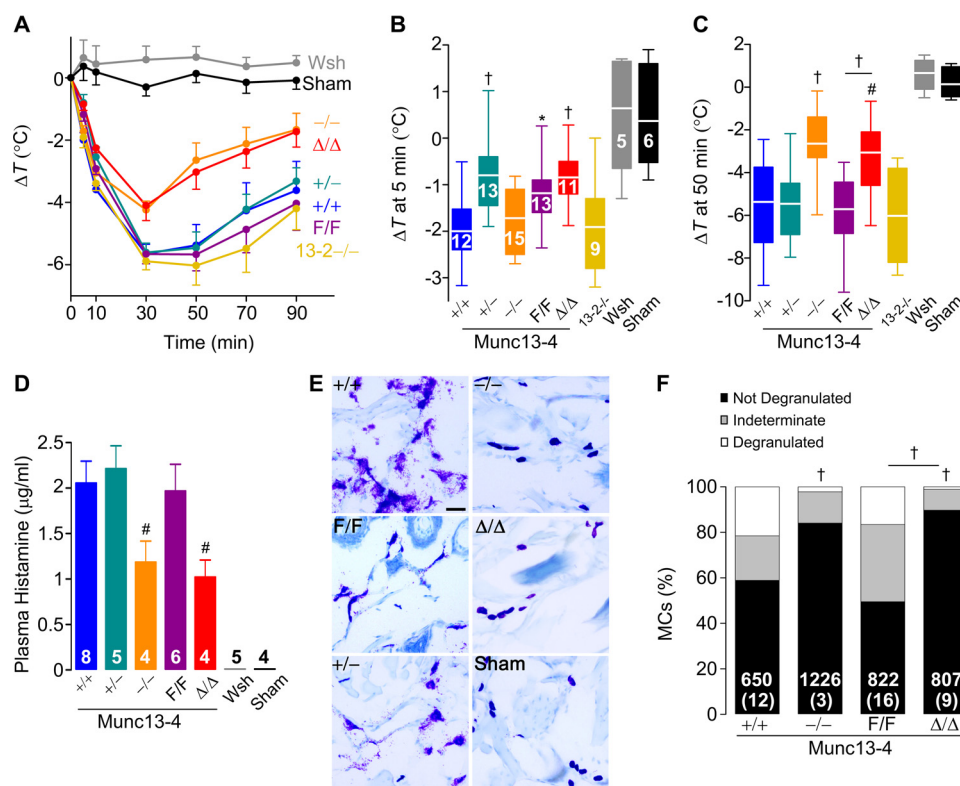 A
Wsh
Sham
−/−
Δ/Δ
+/−
+/+
F/F
13-2−/−
0
-2
-4
-6
ΔT (°C)
0 10 30 50 70 90
Time (min)
B
2
1
0
-1
-2
-3
ΔT at 5 min (°C)
†
*
†
12
13
15
13
11
9
5
6
+/+
+/−
−/−
F/F
Δ/Δ
13-2-/-
Wsh
Sham
Munc13-4
C
2
0
-2
-4
-6
-8
-10
ΔT at 50 min (°C)
†
†
#
+/+
+/−
−/−
F/F
Δ/Δ
13-2-/-
Wsh
Sham
Munc13-4
D
2.5
2
1.5
1
0.5
0
Plasma Histamine (µg/ml)
#
#
8
5
4
6
4
5
4
+/+
+/−
−/−
F/F
Δ/Δ
Wsh
Sham
Munc13-4
E
+/+
−/−
F/F
Δ/Δ
+/−
Sham
F
Not Degranulated
Indeterminate
Degranulated
†
†
†
100
80
60
40
20
0
MCs (%)
650
(12)
1226
(3)
822
(16)
807
(9)
+/+
−/−
F/F
Δ/Δ
Munc13-4